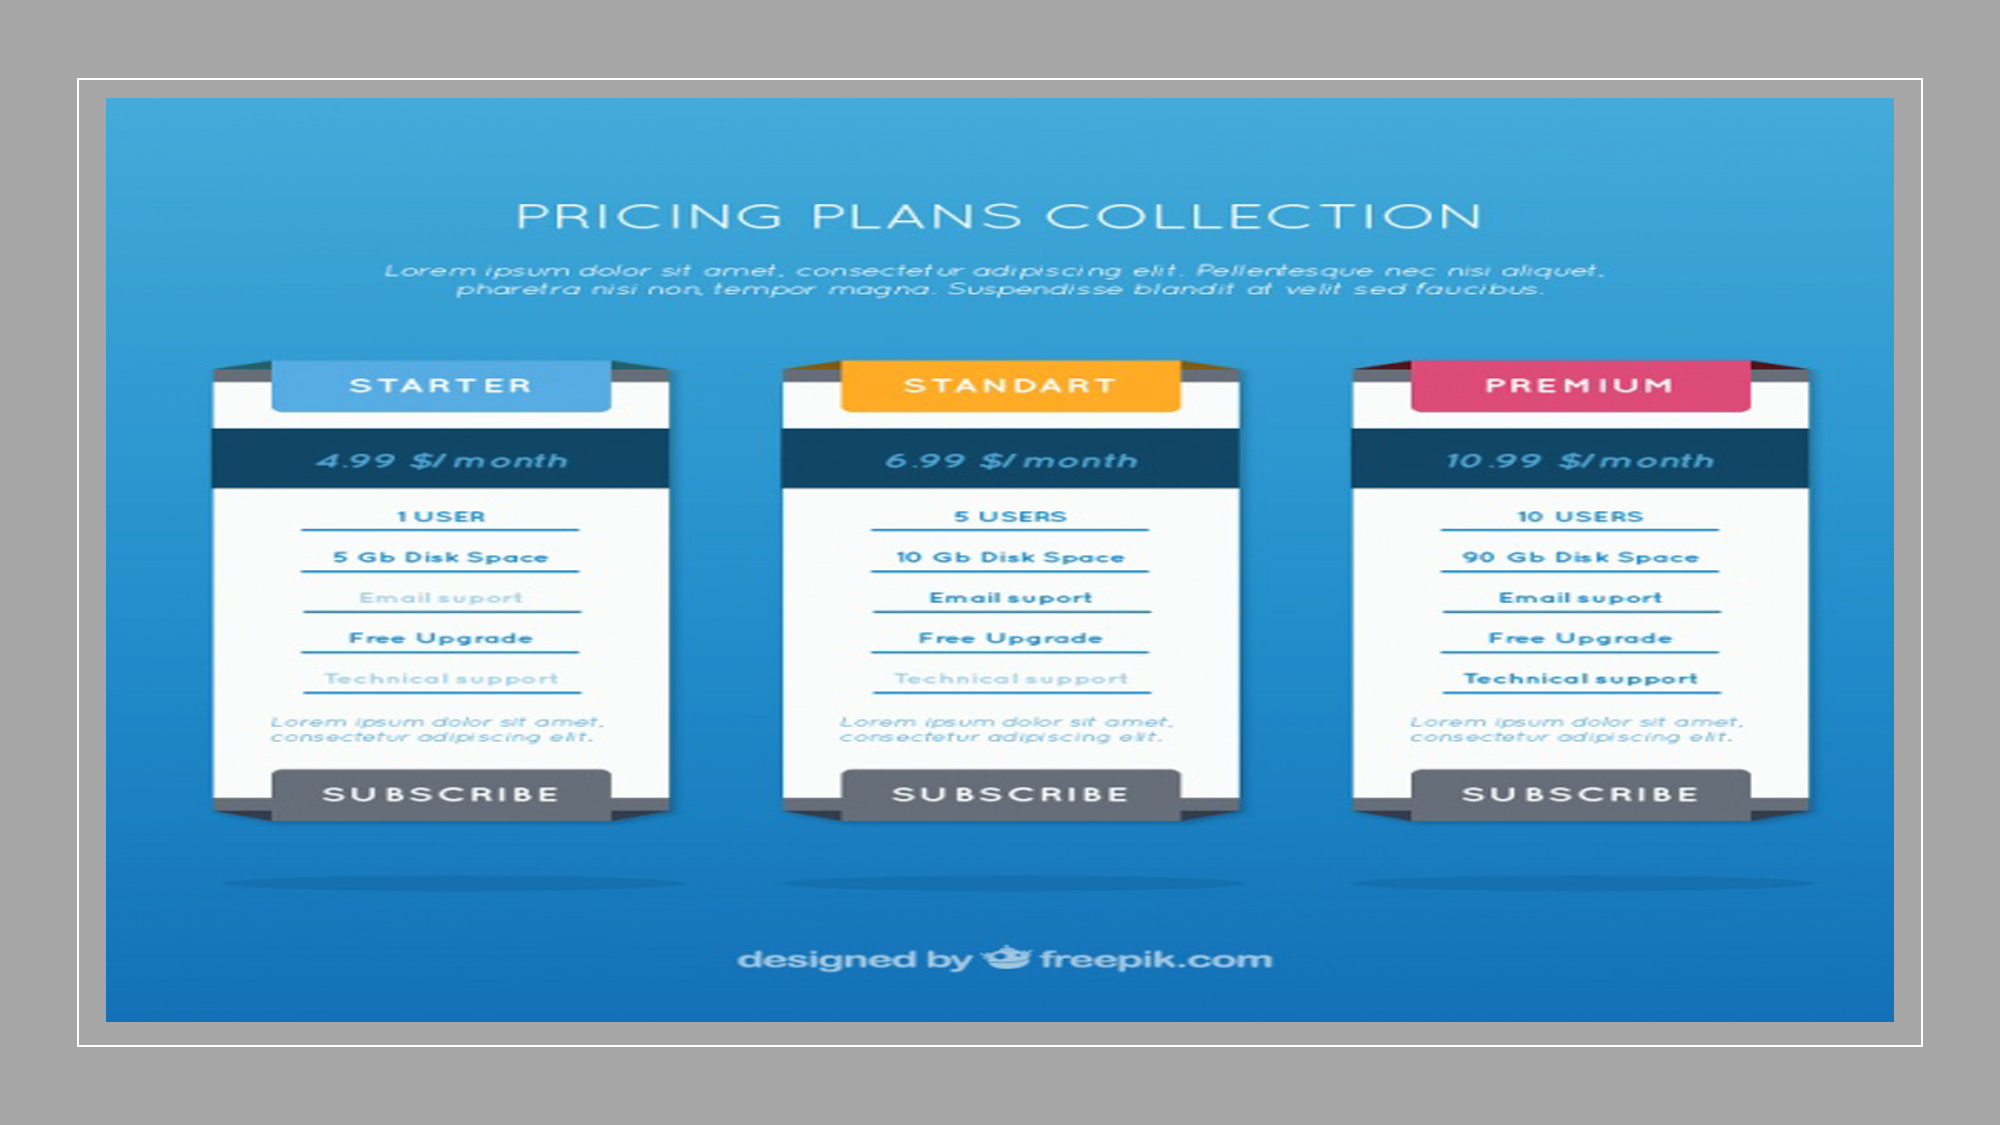 PRICING PLANS COLLECTION
Lorem ipsum dolor sit amet, consectetur adipiscing elit. Pellentesque nec nisi aliquet,
pharetra nisi non, tempor magna. Suspendisse blandit at velit sed faucibus.
STARTER
4.99 $/month
1 USER
5 Gb Disk Space
Email suport
Free Upgrade
Technical support
Lorem ipsum dolor sit amet,
consectetur adipiscing elit.
SUBSCRIBE
STANDART
6.99 $/month
5 USERS
10 Gb Disk Space
Email suport
Free Upgrade
Technical support
Lorem ipsum dolor sit amet,
consectetur adipiscing elit.
SUBSCRIBE
PREMIUM
10.99 $/month
10 USERS
90 Gb Disk Space
Email suport
Free Upgrade
Technical support
Lorem ipsum dolor sit amet,
consectetur adipiscing elit.
SUBSCRIBE
designed by freepik.com